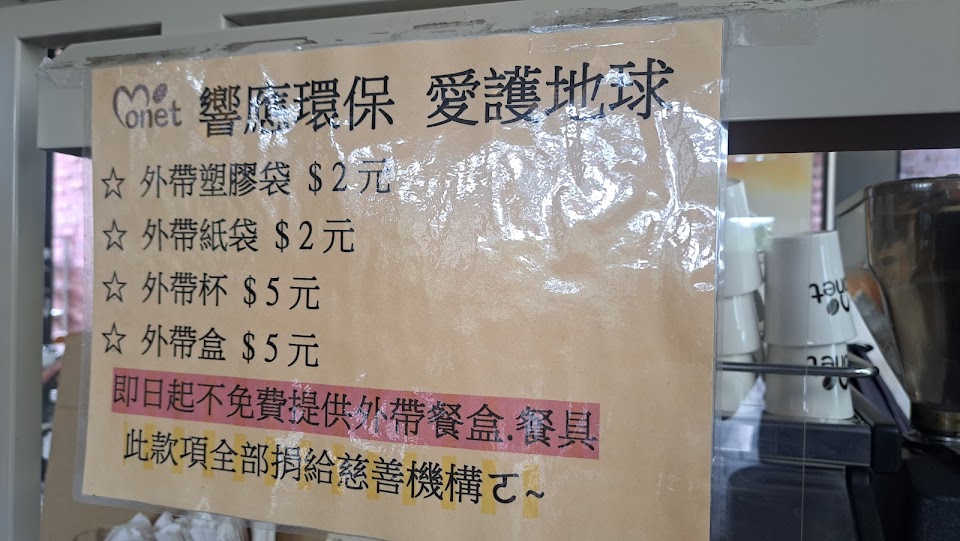 Monet 響應環保 愛護地球
☆ 外帶塑膠袋 $2元
☆ 外帶紙袋 $2元
☆ 外帶杯 $5元
☆ 外帶盒 $5元
即日起不免費提供外帶餐盒.餐具
此款項全部捐給慈善機構ㄛ~
onet
onet